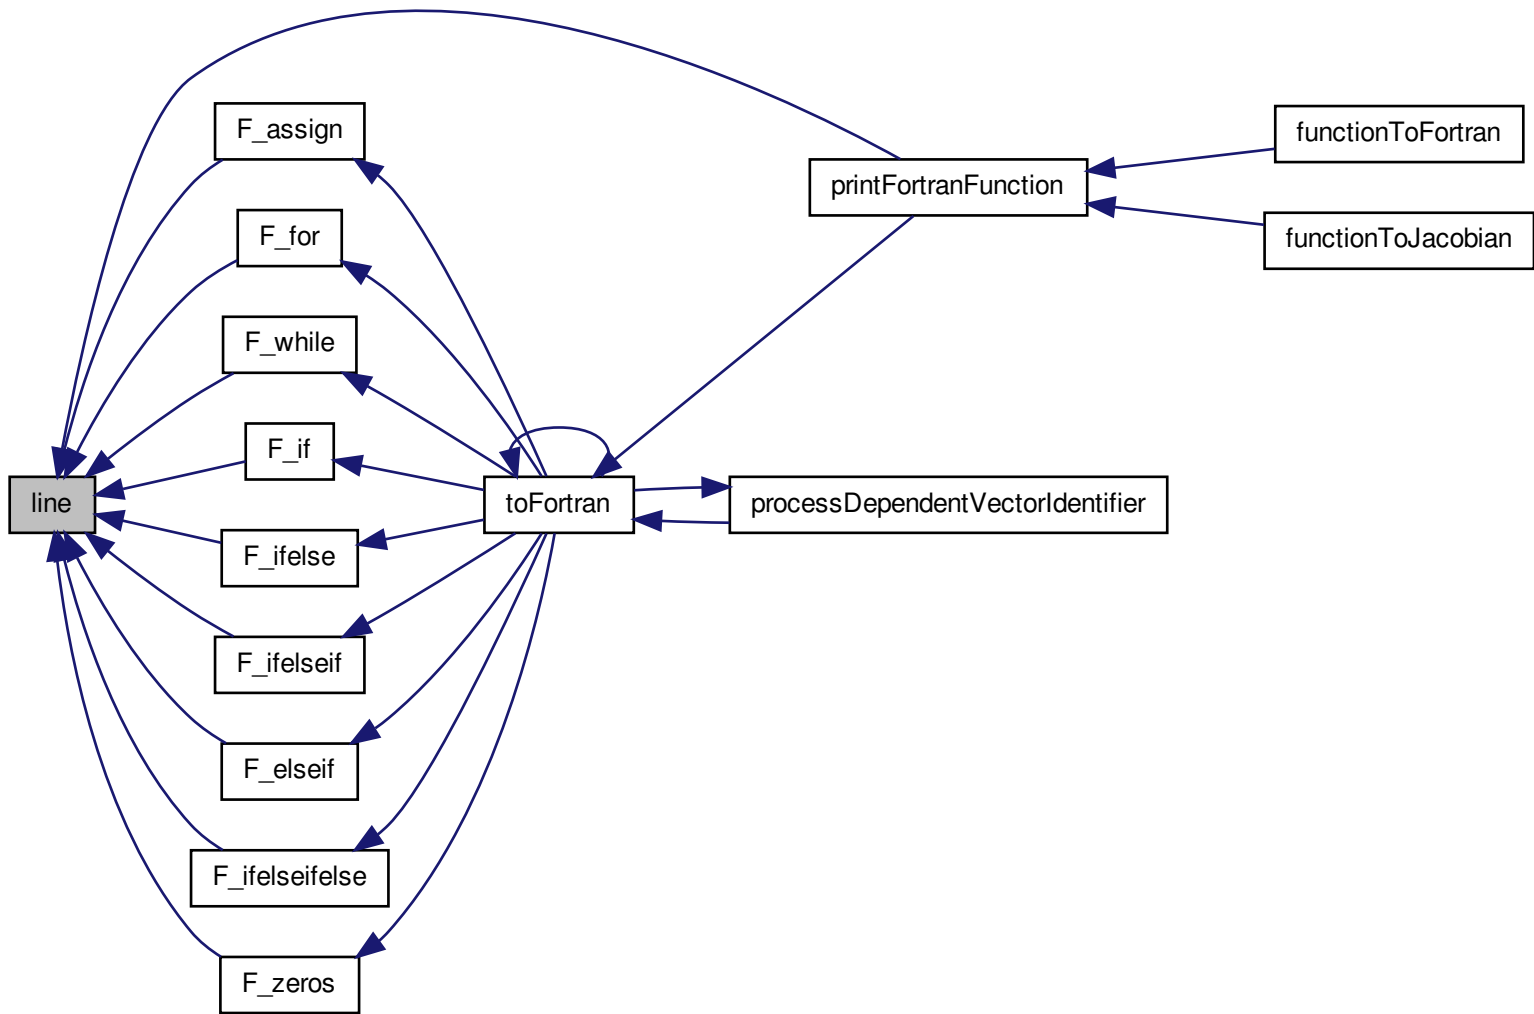 line
F_assign
F_for
F_while
F_if
F_ifelse
F_ifelseif
F_elseif
F_ifelseifelse
F_zeros
toFortran
printFortranFunction
processDependentVectorIdentifier
functionToFortran
functionToJacobian